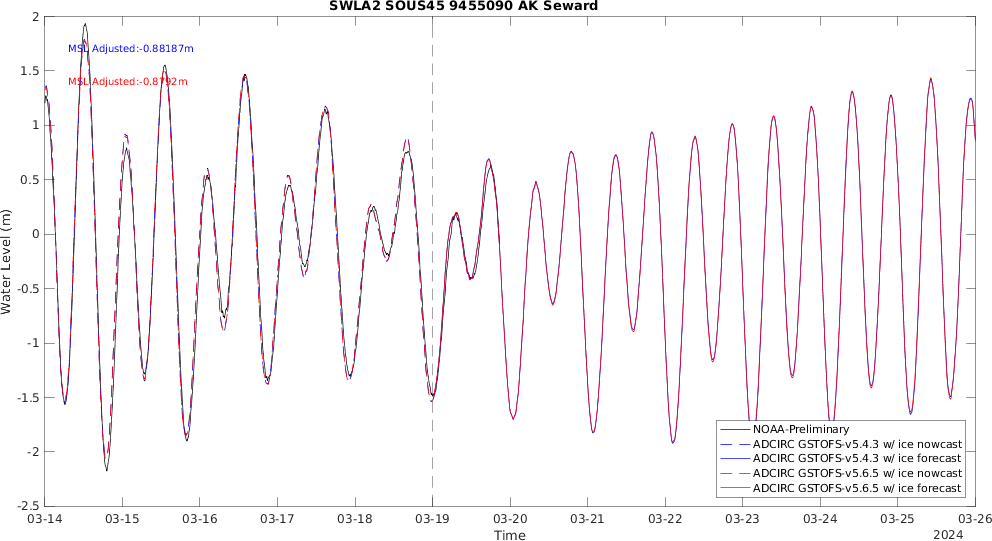 SWLA2 SOUS45 9455090 AK Seward
MSL Adjusted:-0.88187m
MSL Adjusted:-0.8792m
Water Level (m)
2
1.5
1
0.5
0
-0.5
-1
-1.5
-2
-2.5
NOAA-Preliminary
ADCIRC GSTOFS-v5.4.3 w/ ice nowcast
ADCIRC GSTOFS-v5.4.3 w/ ice forecast
ADCIRC GSTOFS-v5.6.5 w/ ice nowcast
ADCIRC GSTOFS-v5.6.5 w/ ice forecast
03-14 03-15 03-16 03-17 03-18 03-19 03-20 03-21 03-22 03-23 03-24 03-25 03-26
Time
2024